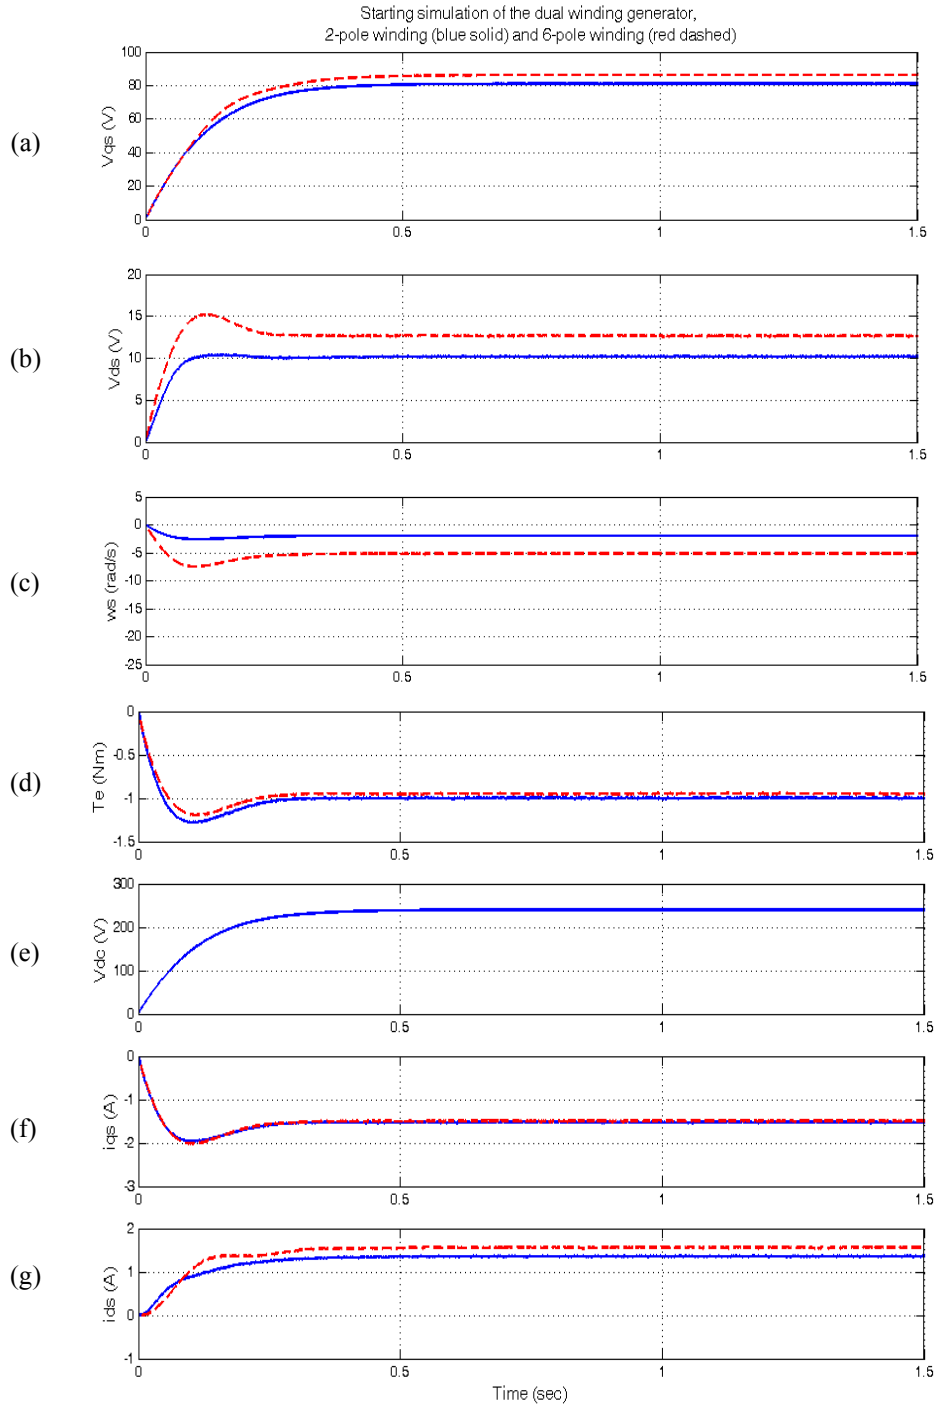 Starting simulation of the dual winding generator,
2-pole winding (blue solid) and 6-pole winding (red dashed)
(a)
Vqs (V)
100
80
60
40
20
0
0 0.5 1 1.5
(b)
Vds (V)
20
15
10
5
0
0 0.5 1 1.5
(c)
ws (rad/s)
5
0
-5
-10
-15
-20
-25
0 0.5 1 1.5
(d)
Te (Nm)
0
-0.5
-1
-1.5
0 0.5 1 1.5
(e)
Vdc (V)
300
200
100
0
0 0.5 1 1.5
(f)
iqs (A)
0
-1
-2
-3
0 0.5 1 1.5
(g)
ids (A)
2
1
0
-1
0 0.5 1 1.5
Time (sec)